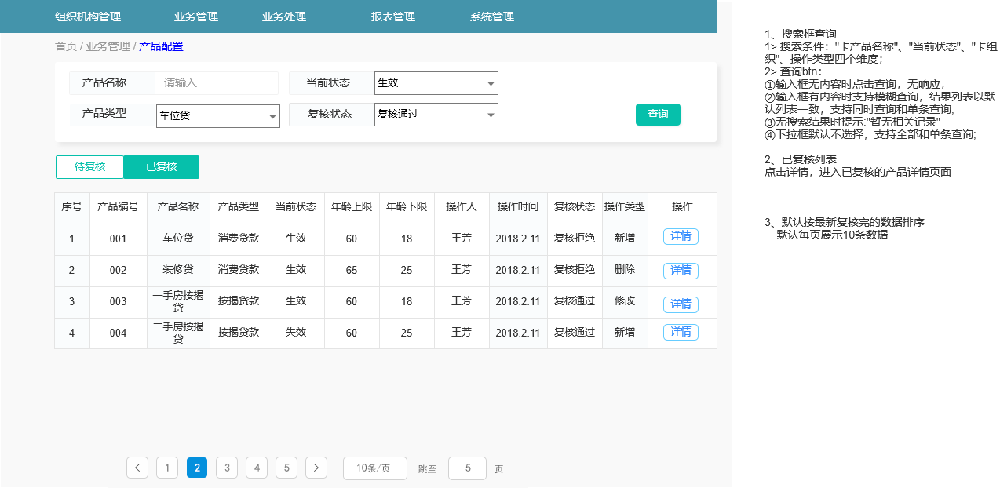 组织机构管理 业务管理 业务处理 报表管理 系统管理
首页 / 业务管理 / 产品配置
产品名称 请输入 当前状态 生效
产品类型 车位贷 复核状态 复核通过 查询
待复核 已复核
序号 产品编号 产品名称 产品类型 当前状态 年龄上限 年龄下限 操作人 操作时间 复核状态 操作类型 操作
1 001 车位贷 消费贷款 生效 60 18 王芳 2018.2.11 复核拒绝 新增 详情
2 002 装修贷 消费贷款 生效 65 25 王芳 2018.2.11 复核拒绝 删除 详情
3 003 一手房按揭贷 按揭贷款 生效 60 18 王芳 2018.2.11 复核通过 修改 详情
4 004 二手房按揭贷 按揭贷款 失效 60 25 王芳 2018.2.11 复核通过 新增 详情
1 2 3 4 5 10条/页 跳至 5 页
1、搜索框查询
1> 搜索条件："卡产品名称"、"当前状态"、"卡组
织"、操作类型四个维度；
2> 查询btn：
①输入框无内容时点击查询，无响应，
②输入框有内容时支持模糊查询，结果列表以默
认列表一致，支持同时查询和单条查询;
③无搜索结果时提示:"暂无相关记录"
④下拉框默认不选择，支持全部和单条查询;
2、已复核列表
点击详情，进入已复核的产品详情页面
3、默认按最新复核完的数据排序
默认每页展示10条数据